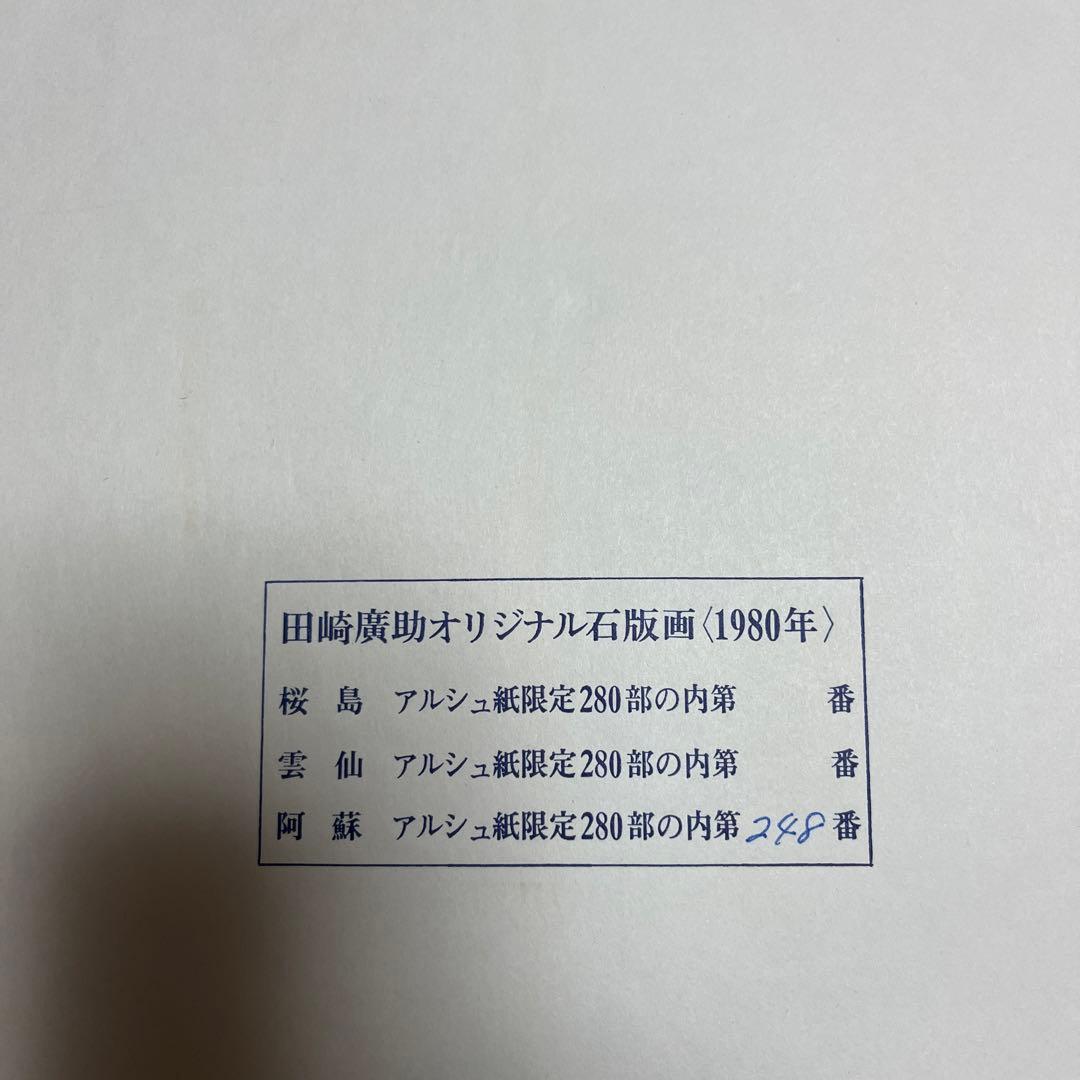 田崎廣助オリジナル石版画〈1980年〉
桜島 アルシュ紙限定280部の内第 番
雲仙 アルシュ紙限定280部の内第 番
阿蘇 アルシュ紙限定280部の内第248番